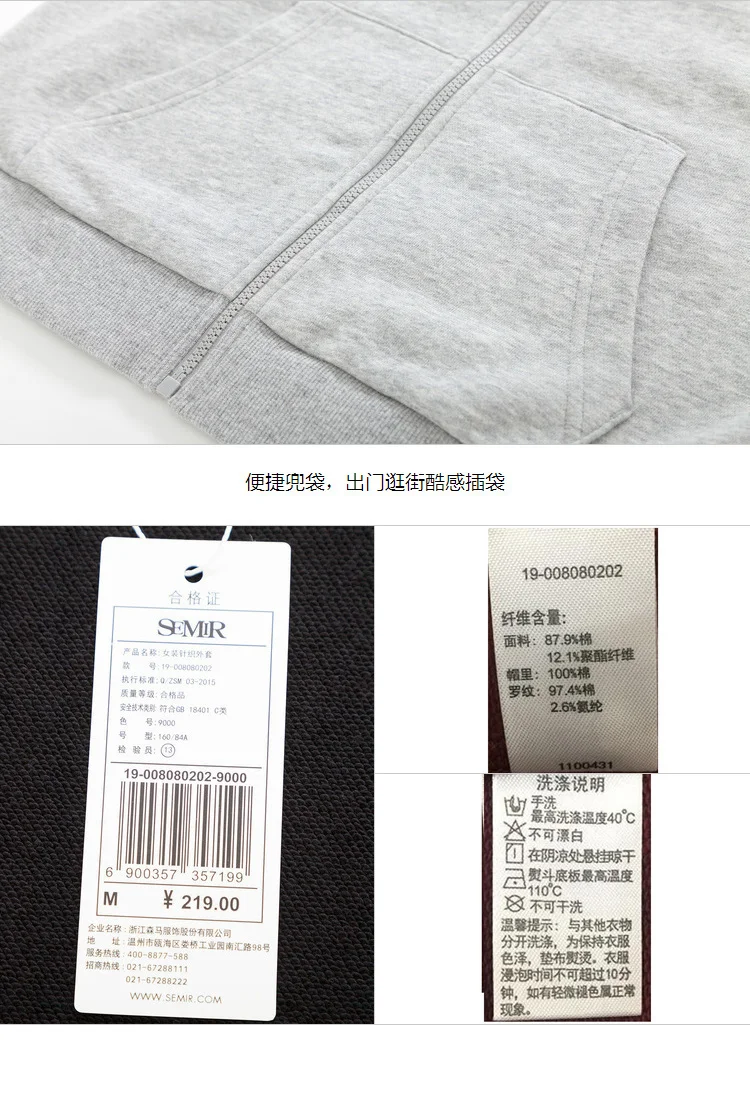 便捷兜袋，出门逛街酷感插袋
合格证
SEMIR
产品名称:女装针织外套
款 号:19-008080202
执行标准:Q/ZSM 03-2015
质量等级:合格品
安全技术类别:符合GB 18401 C类
色 号:9000
号 型:160/84A
检 验 员:13
19-008080202-9000
6 900357 357199
M ¥ 219.00
企业名称:浙江森马服饰股份有限公司
地 址:温州市瓯海区娄桥工业园南汇路98号
服务热线:400-8877-588
招商热线:021-67288111
021-67288222
WWW.SEMIR.COM
19-008080202
纤维含量:
面料: 87.9%棉
12.1%聚酯纤维
帽里: 100%棉
罗纹: 97.4%棉
2.6%氨纶
1100431
洗涤说明
手洗
最高洗涤温度40℃
不可漂白
在阴凉处悬挂晾干
熨斗底板最高温度
110℃
不可干洗
温馨提示：与其他衣物
分开洗涤，为保持衣服
色泽，垫布熨烫。衣服
浸泡时间不可超过10分
钟，如有轻微褪色属正常
现象。